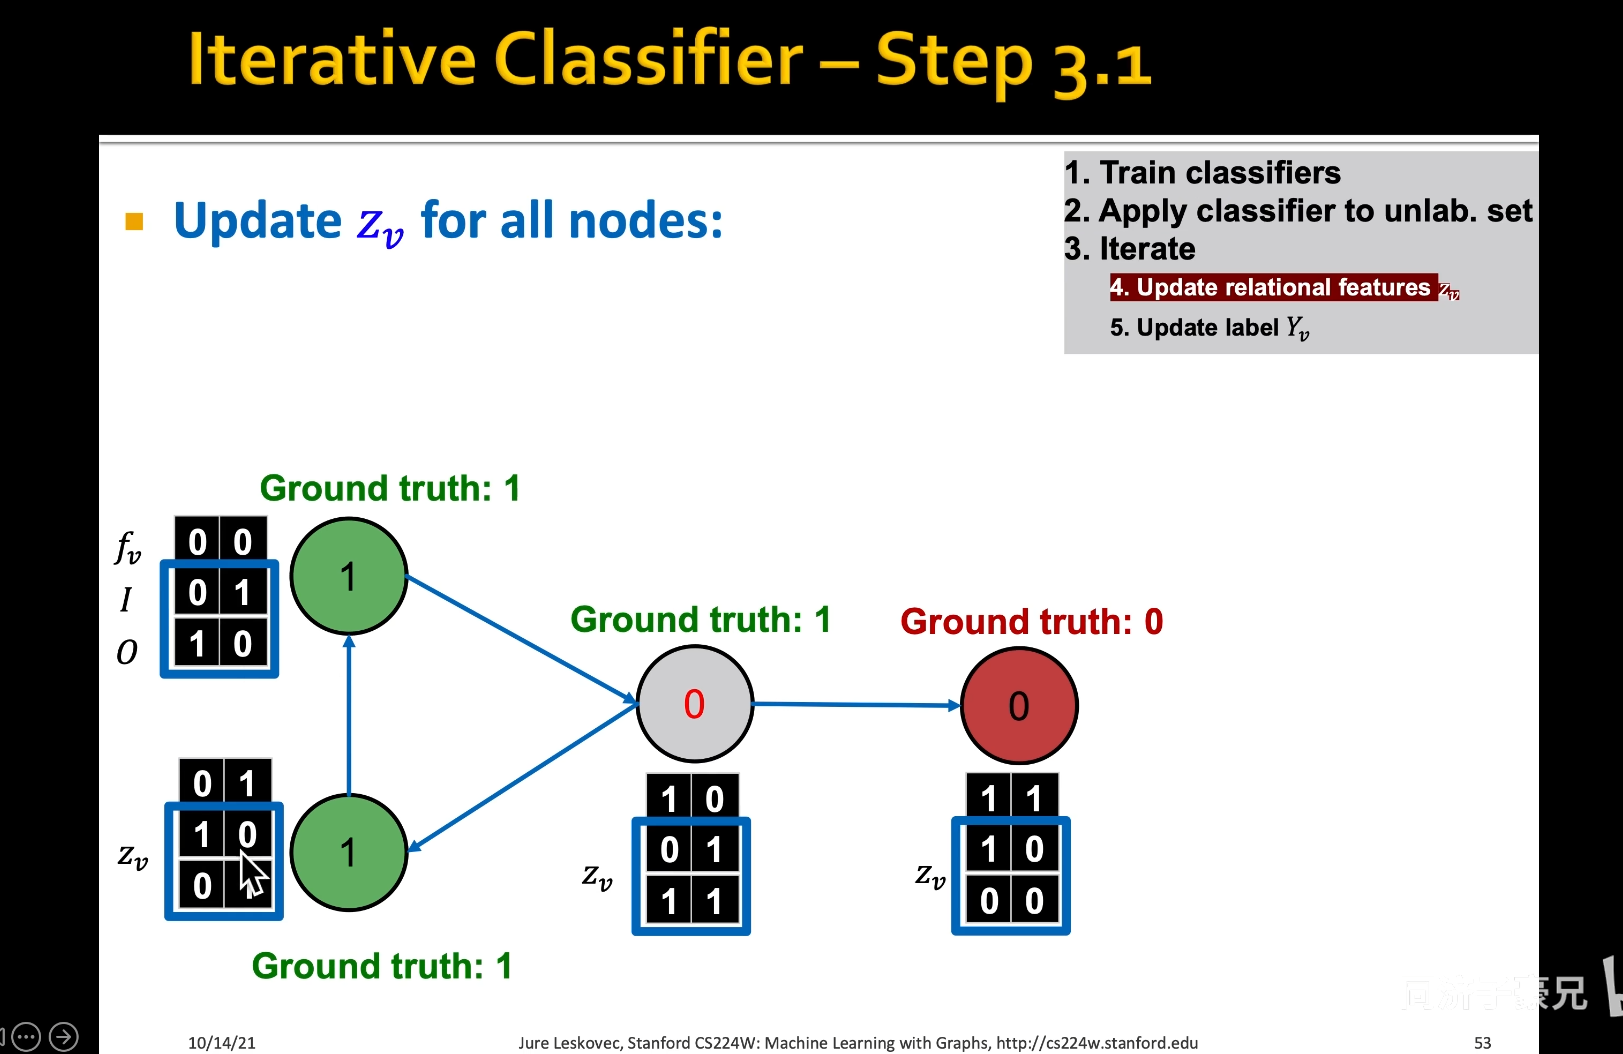 Iterative Classifier – Step 3.1
Update z_v for all nodes:
1. Train classifiers
2. Apply classifier to unlab. set
3. Iterate
4. Update relational features z_v
5. Update label Y_v
Ground truth: 1
f_v
0 0
I
0 1
O
1 0
1
Ground truth: 1
0
Ground truth: 0
0
0 1
z_v
1 0
0
1
Ground truth: 1
1 0
z_v
0 1
1 1
1 1
z_v
1 0
0 0
子豪兄
10/14/21
Jure Leskovec, Stanford CS224W: Machine Learning with Graphs, http://cs224w.stanford.edu
53